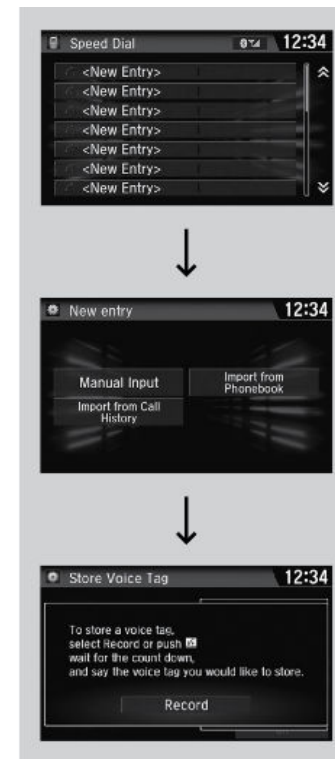 Speed Dial 12:34
<New Entry>
<New Entry>
<New Entry>
<New Entry>
<New Entry>
<New Entry>
<New Entry>
New entry 12:34
Manual Input
Import from
Phonebook
Import from Call
History
Store Voice Tag 12:34
To store a voice tag,
select Record or push
wait for the count down,
and say the voice tag you would like to store.
Record